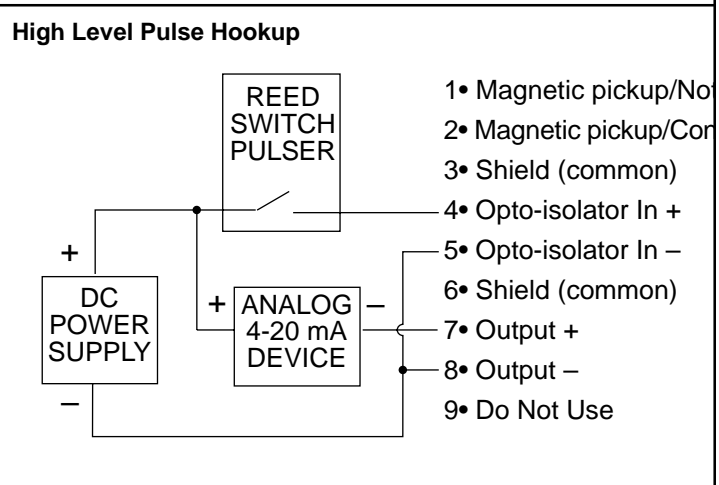 High Level Pulse Hookup
REED
SWITCH
PULSER
1• Magnetic pickup/
2• Magnetic pickup/
3• Shield (common)
4• Opto-isolator In +
5• Opto-isolator In –
6• Shield (common)
7• Output +
8• Output –
9• Do Not Use
+
DC
POWER
SUPPLY
–
+
ANALOG
4-20 mA
DEVICE
–